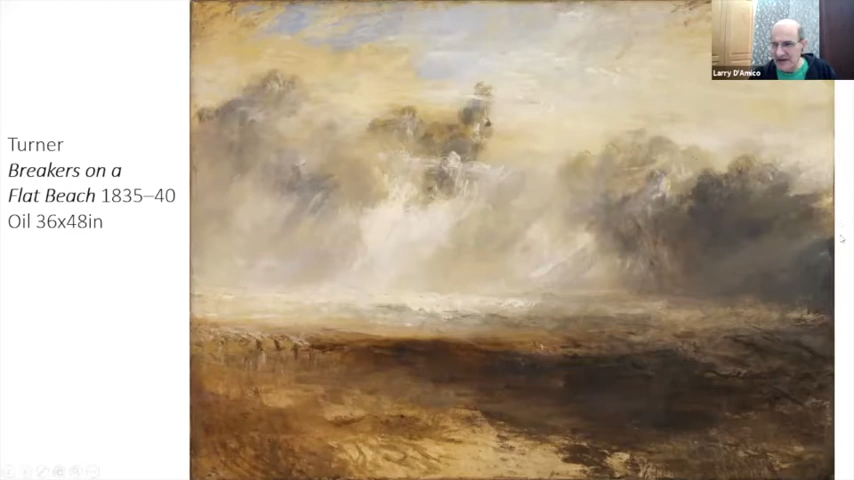 Turner
Breakers on a
Flat Beach 1835–40
Oil 36x48in
Larry D'Amico